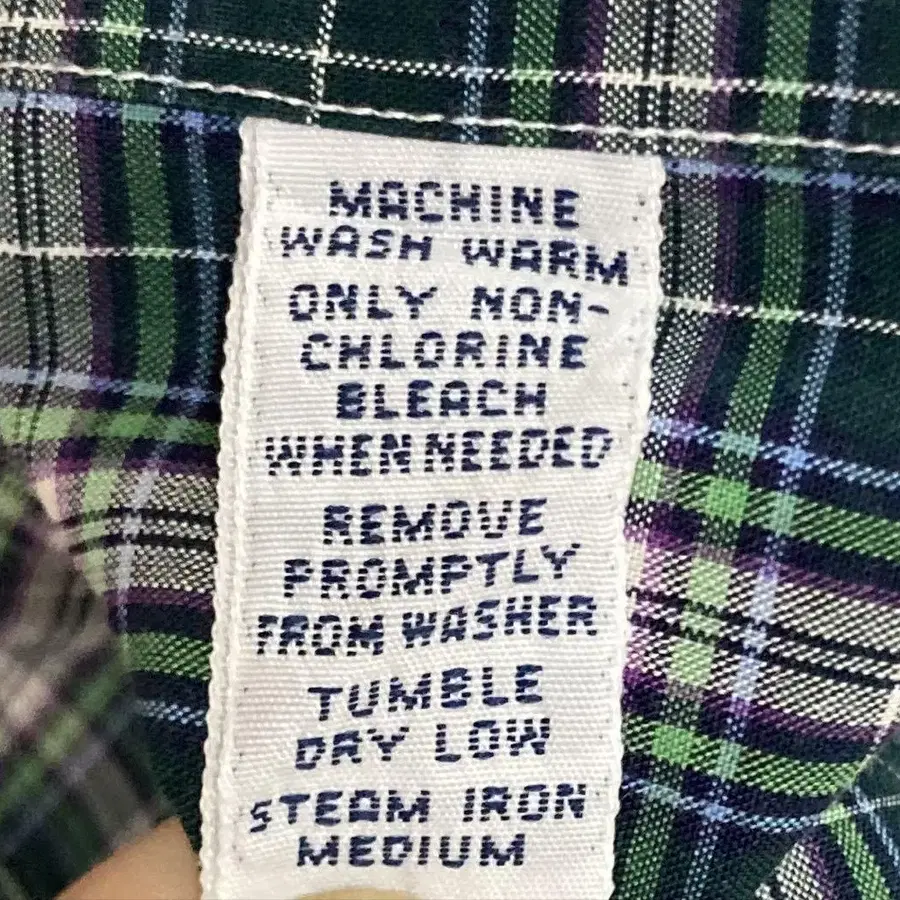 MACHINE
WASH WARM
ONLY NON-
CHLORINE
BLEACH
WHEN NEEDED
REMOVE
PROMPTLY
FROM WASHER
TUMBLE
DRY LOW
STEAM IRON
MEDIUM